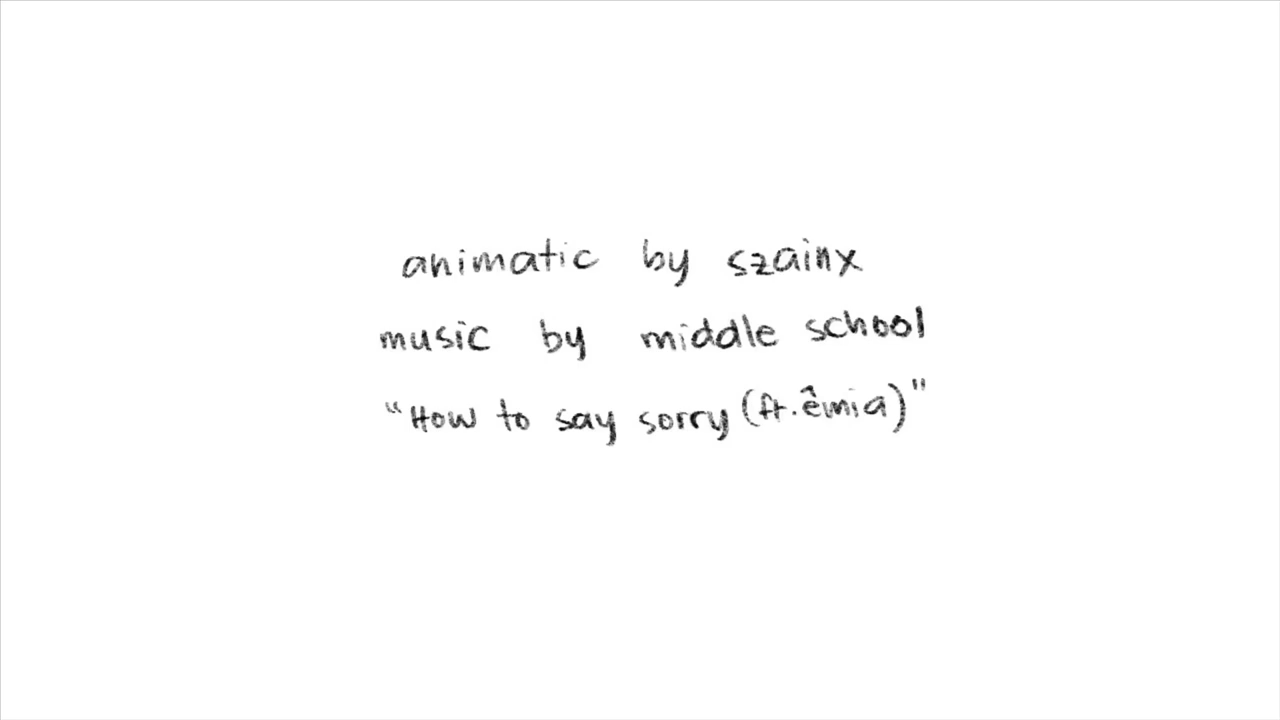 animatic by szainx
music by middle school
"How to say sorry (ft. êmia)"